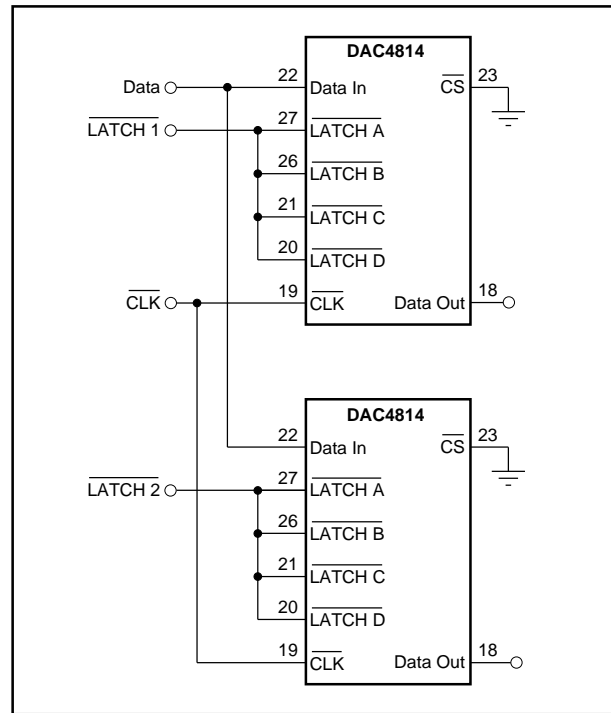 DAC4814
Data 22 Data In CS 23
LATCH 1 27 LATCH A
26 LATCH B
21 LATCH C
20 LATCH D
CLK 19 CLK Data Out 18
DAC4814
22 Data In CS 23
LATCH 2 27 LATCH A
26 LATCH B
21 LATCH C
20 LATCH D
19 CLK Data Out 18